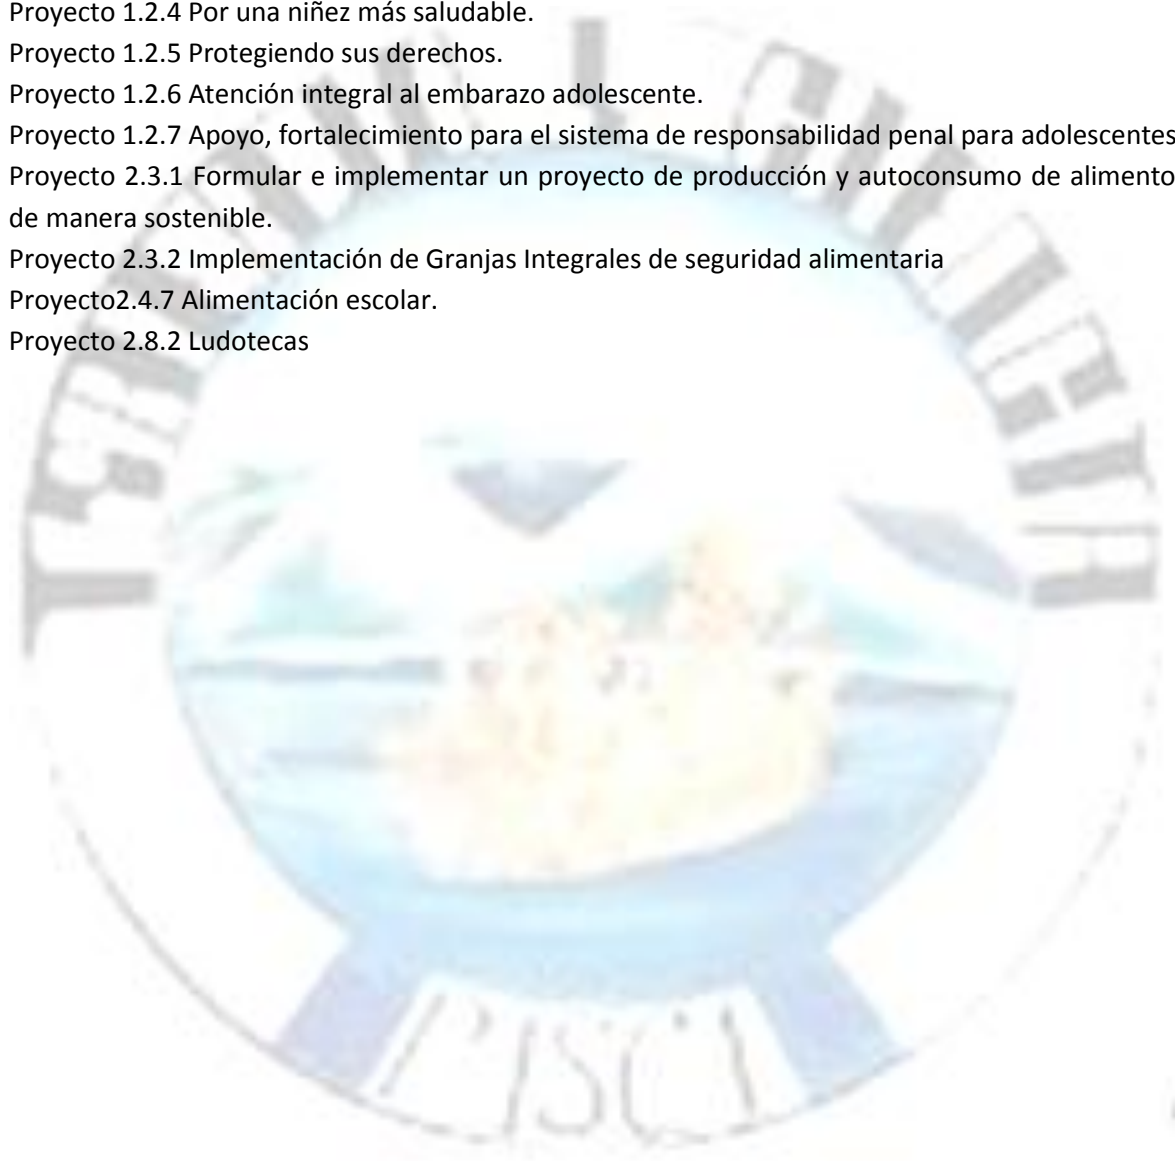 Proyecto 1.2.4 Por una niñez más saludable.
Proyecto 1.2.5 Protegiendo sus derechos.
Proyecto 1.2.6 Atención integral al embarazo adolescente.
Proyecto 1.2.7 Apoyo, fortalecimiento para el sistema de responsabilidad penal para adolescentes
Proyecto 2.3.1 Formular e implementar un proyecto de producción y autoconsumo de alimento
de manera sostenible.
Proyecto 2.3.2 Implementación de Granjas Integrales de seguridad alimentaria
Proyecto2.4.7 Alimentación escolar.
Proyecto 2.8.2 Ludotecas